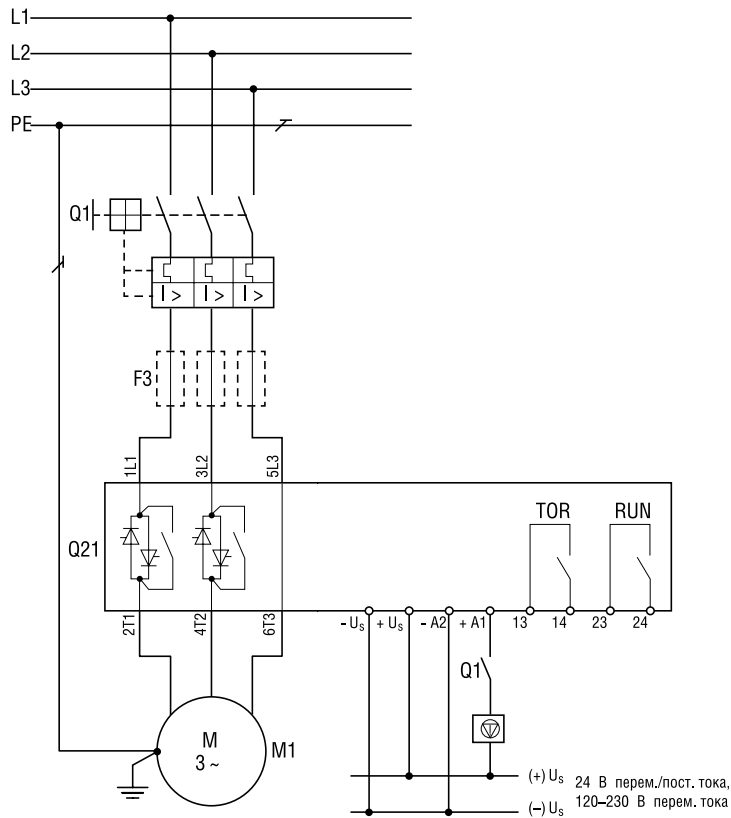 L1
L2
L3
PE
Q1
I > I > I >
F3
1L1 3L2 5L3
TOR RUN
Q21
2T1 4T2 6T3
- Us + Us - A2 + A1 13 14 23 24
Q1
M
3 ~
M1
(+) Us
24 В перем./пост. тока,
(–) Us
120–230 В перем. тока